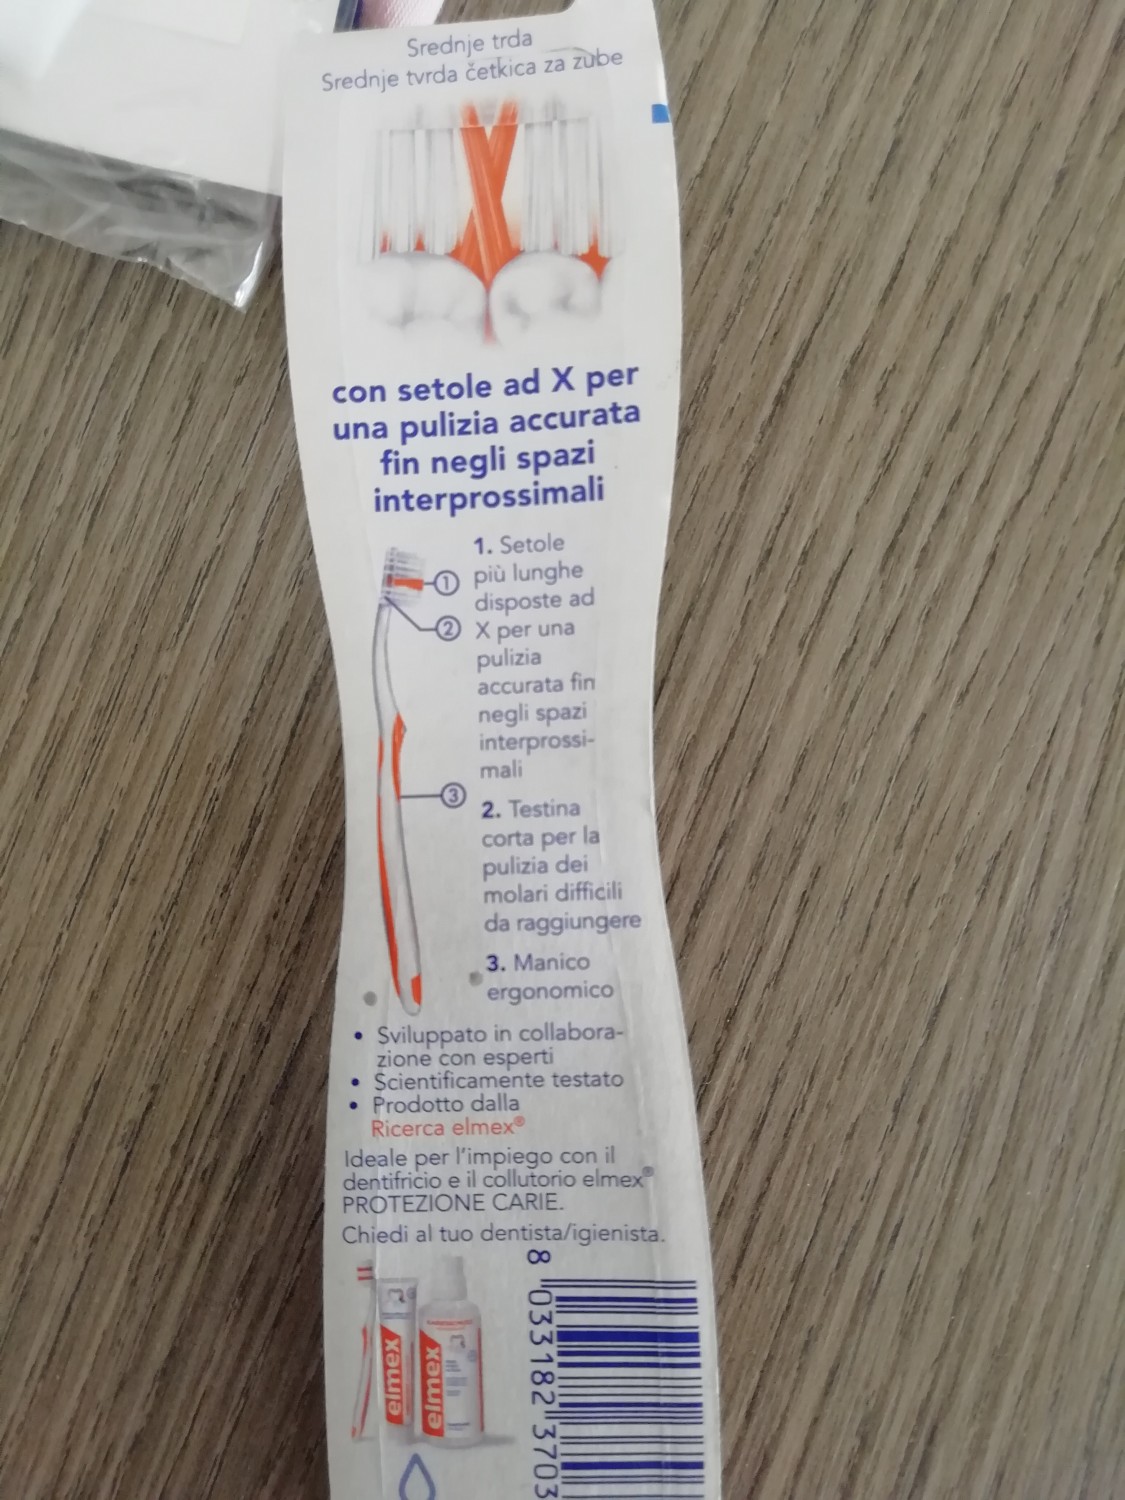 Srednje trda
Srednje tvrda četkica za zube
con setole ad X per
una pulizia accurata
fin negli spazi
interprossimali
1. Setole
più lunghe
disposte ad
X per una
pulizia
accurata fin
negli spazi
interprossi-
mali
2. Testina
corta per la
pulizia dei
molari difficili
da raggiungere
3. Manico
ergonomico
1
2
3
• Sviluppato in collabora-
zione con esperti
• Scientificamente testato
• Prodotto dalla
Ricerca elmex®
Ideale per l'impiego con il
dentifricio e il collutorio elmex®
PROTEZIONE CARIE.
Chiedi al tuo dentista/igienista.
elmex
elmex
8 033182 3703